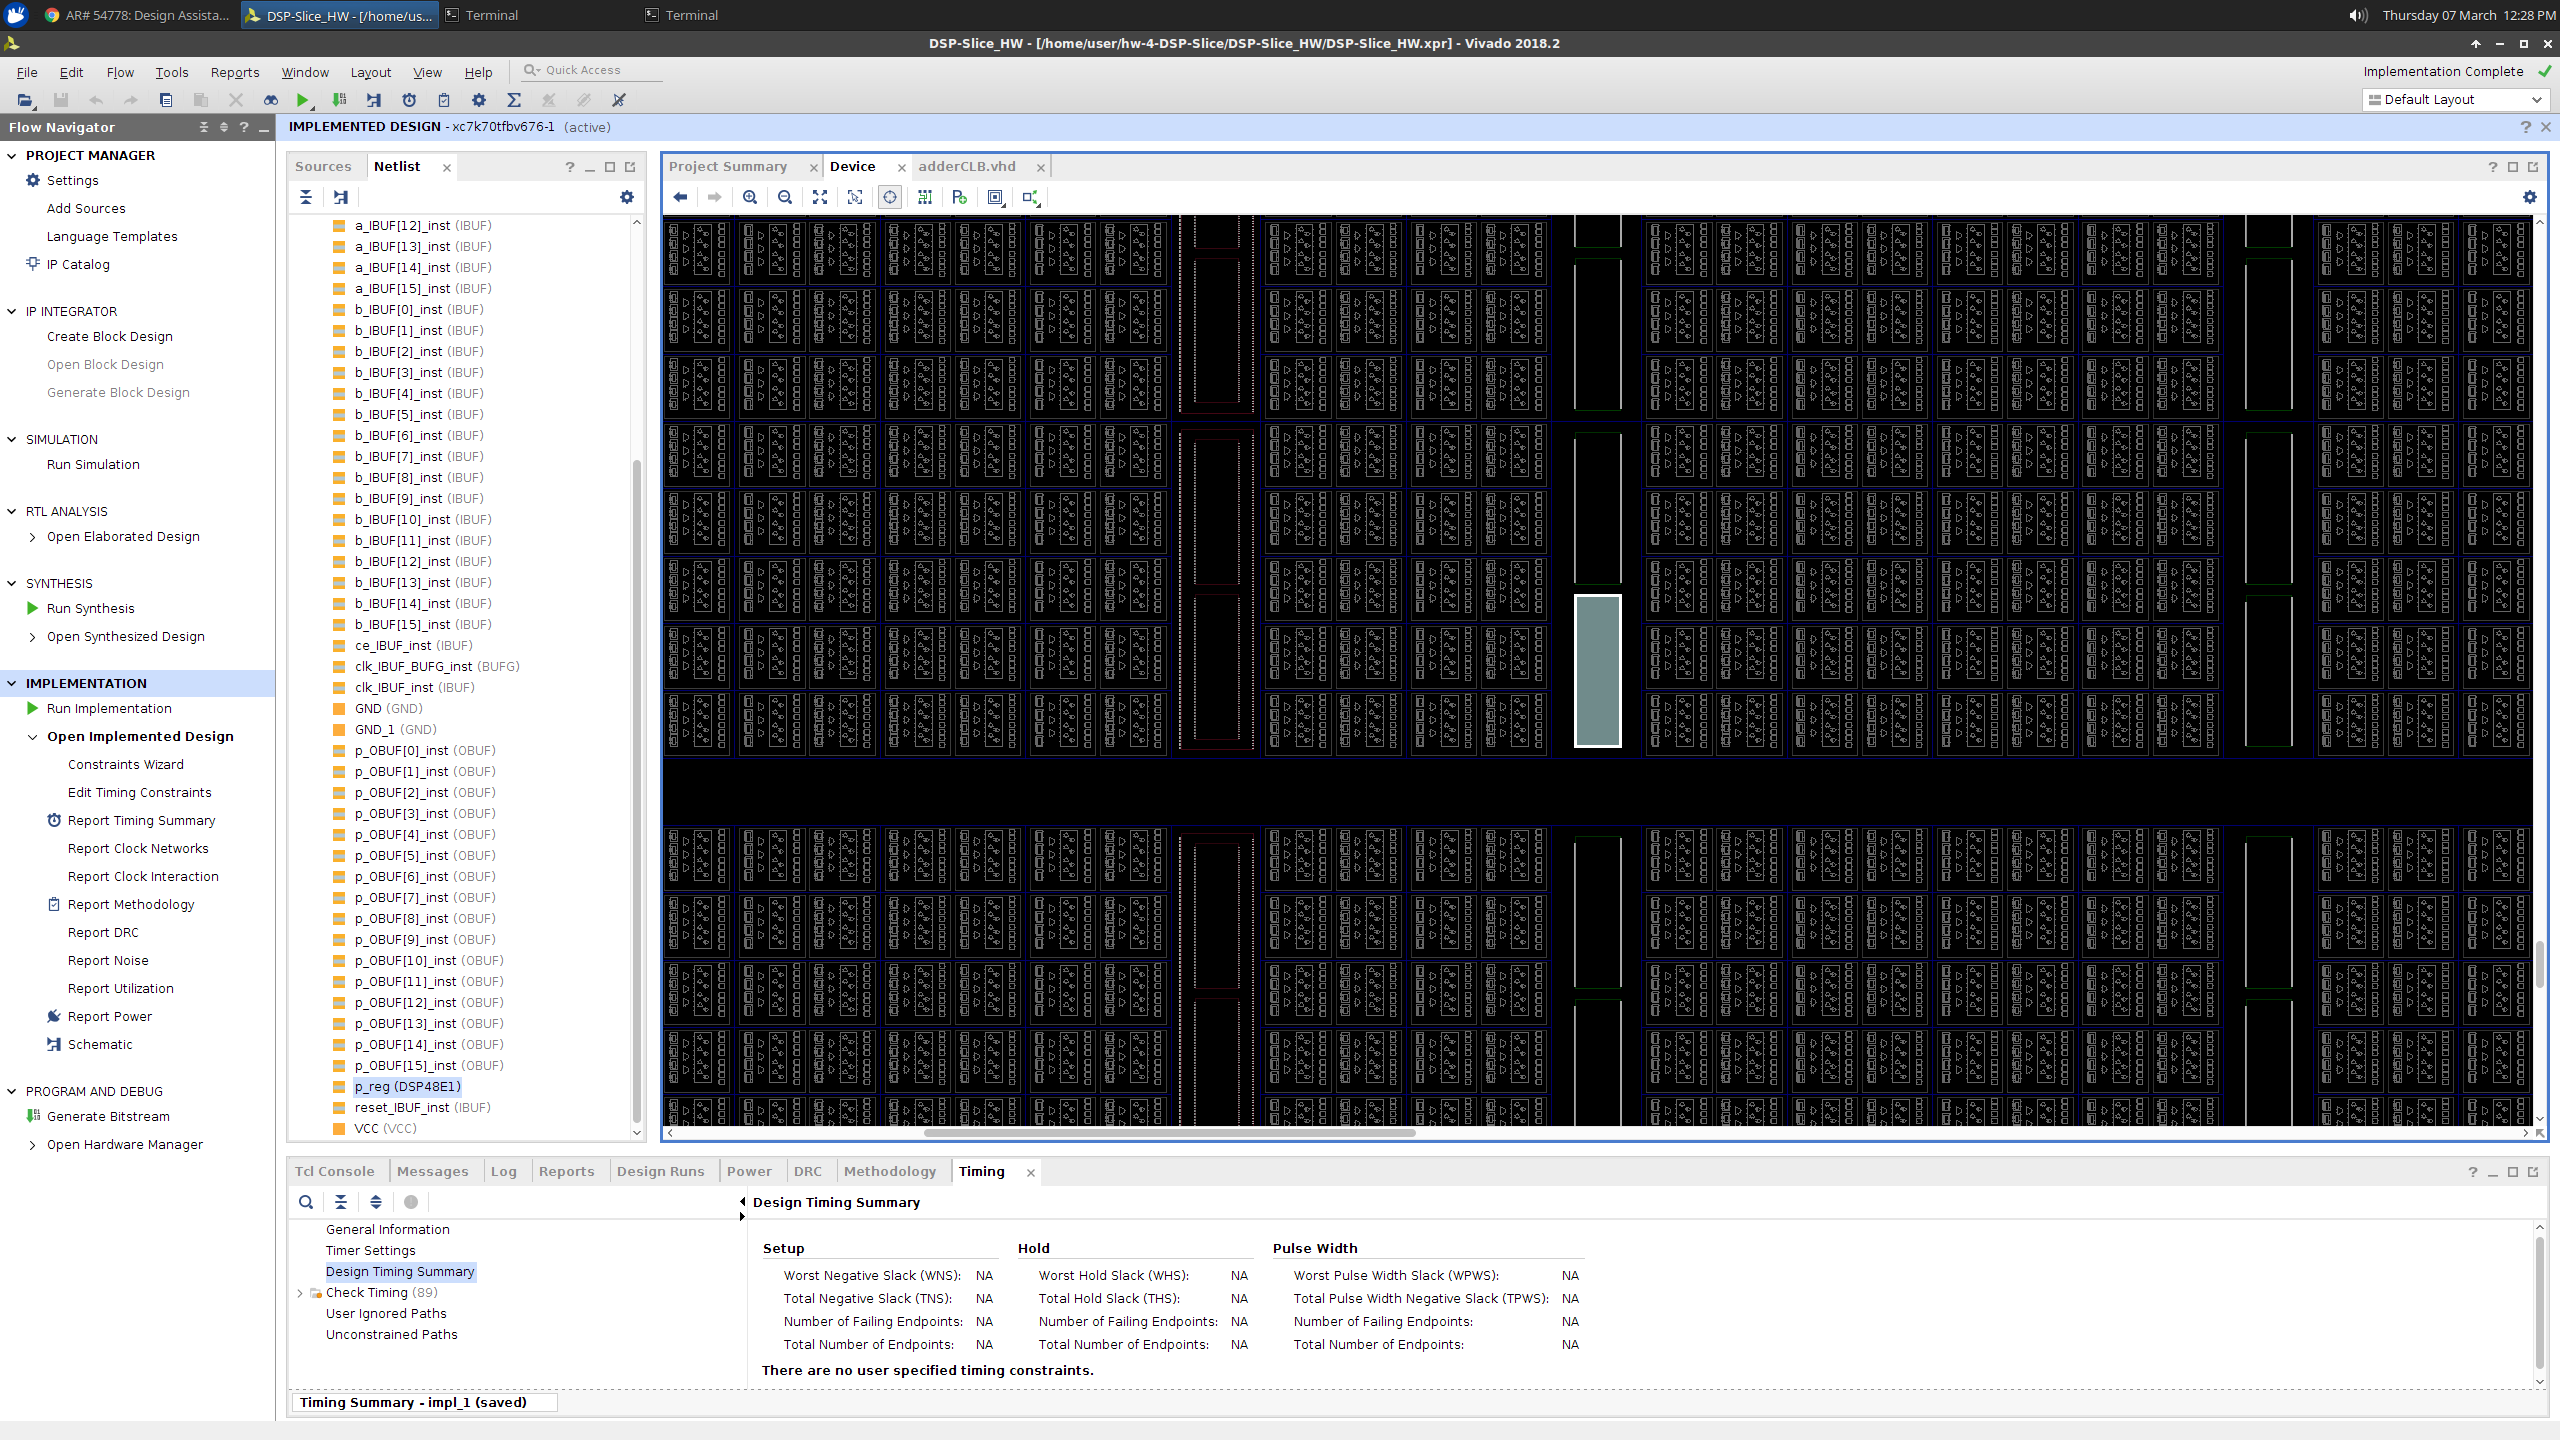 AR# 54778: Design Assista...
DSP-Slice_HW - [/home/us...
Terminal
Terminal
Thursday 07 March 12:28 PM
DSP-Slice_HW - [/home/user/hw-4-DSP-Slice/DSP-Slice_HW/DSP-Slice_HW.xpr] - Vivado 2018.2
File Edit Flow Tools Reports Window Layout View Help
Quick Access
Implementation Complete
Default Layout
Flow Navigator
IMPLEMENTED DESIGN - xc7k70tfbv676-1 (active)
PROJECT MANAGER
Settings
Add Sources
Language Templates
IP Catalog
IP INTEGRATOR
Create Block Design
Open Block Design
Generate Block Design
SIMULATION
Run Simulation
RTL ANALYSIS
Open Elaborated Design
SYNTHESIS
Run Synthesis
Open Synthesized Design
IMPLEMENTATION
Run Implementation
Open Implemented Design
Constraints Wizard
Edit Timing Constraints
Report Timing Summary
Report Clock Networks
Report Clock Interaction
Report Methodology
Report DRC
Report Noise
Report Utilization
Report Power
Schematic
PROGRAM AND DEBUG
Generate Bitstream
Open Hardware Manager
Sources Netlist
a_IBUF[12]_inst (IBUF)
a_IBUF[13]_inst (IBUF)
a_IBUF[14]_inst (IBUF)
a_IBUF[15]_inst (IBUF)
b_IBUF[0]_inst (IBUF)
b_IBUF[1]_inst (IBUF)
b_IBUF[2]_inst (IBUF)
b_IBUF[3]_inst (IBUF)
b_IBUF[4]_inst (IBUF)
b_IBUF[5]_inst (IBUF)
b_IBUF[6]_inst (IBUF)
b_IBUF[7]_inst (IBUF)
b_IBUF[8]_inst (IBUF)
b_IBUF[9]_inst (IBUF)
b_IBUF[10]_inst (IBUF)
b_IBUF[11]_inst (IBUF)
b_IBUF[12]_inst (IBUF)
b_IBUF[13]_inst (IBUF)
b_IBUF[14]_inst (IBUF)
b_IBUF[15]_inst (IBUF)
ce_IBUF_inst (IBUF)
clk_IBUF_BUFG_inst (BUFG)
clk_IBUF_inst (IBUF)
GND (GND)
GND_1 (GND)
p_OBUF[0]_inst (OBUF)
p_OBUF[1]_inst (OBUF)
p_OBUF[2]_inst (OBUF)
p_OBUF[3]_inst (OBUF)
p_OBUF[4]_inst (OBUF)
p_OBUF[5]_inst (OBUF)
p_OBUF[6]_inst (OBUF)
p_OBUF[7]_inst (OBUF)
p_OBUF[8]_inst (OBUF)
p_OBUF[9]_inst (OBUF)
p_OBUF[10]_inst (OBUF)
p_OBUF[11]_inst (OBUF)
p_OBUF[12]_inst (OBUF)
p_OBUF[13]_inst (OBUF)
p_OBUF[14]_inst (OBUF)
p_OBUF[15]_inst (OBUF)
p_reg (DSP48E1)
reset_IBUF_inst (IBUF)
VCC (VCC)
Project Summary Device adderCLB.vhd
Tcl Console Messages Log Reports Design Runs Power DRC Methodology Timing
General Information
Timer Settings
Design Timing Summary
Check Timing (89)
User Ignored Paths
Unconstrained Paths
Design Timing Summary
Setup Hold Pulse Width
Worst Negative Slack (WNS): NA Worst Hold Slack (WHS): NA Worst Pulse Width Slack (WPWS): NA
Total Negative Slack (TNS): NA Total Hold Slack (THS): NA Total Pulse Width Negative Slack (TPWS): NA
Number of Failing Endpoints: NA Number of Failing Endpoints: NA Number of Failing Endpoints: NA
Total Number of Endpoints: NA Total Number of Endpoints: NA Total Number of Endpoints: NA
There are no user specified timing constraints.
Timing Summary - impl_1 (saved)